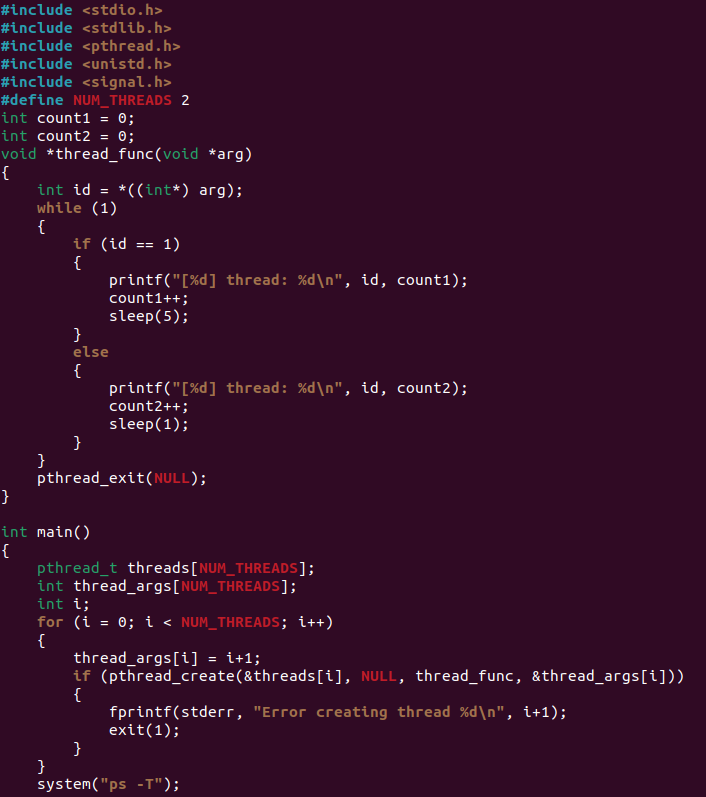 #include <stdio.h>
#include <stdlib.h>
#include <pthread.h>
#include <unistd.h>
#include <signal.h>
#define NUM_THREADS 2
int count1 = 0;
int count2 = 0;
void *thread_func(void *arg)
{
    int id = *((int*) arg);
    while (1)
    {
        if (id == 1)
        {
            printf("[%d] thread: %d\n", id, count1);
            count1++;
            sleep(5);
        }
        else
        {
            printf("[%d] thread: %d\n", id, count2);
            count2++;
            sleep(1);
        }
    }
    pthread_exit(NULL);
}

int main()
{
    pthread_t threads[NUM_THREADS];
    int thread_args[NUM_THREADS];
    int i;
    for (i = 0; i < NUM_THREADS; i++)
    {
        thread_args[i] = i+1;
        if (pthread_create(&threads[i], NULL, thread_func, &thread_args[i]))
        {
            fprintf(stderr, "Error creating thread %d\n", i+1);
            exit(1);
        }
    }
    system("ps -T");